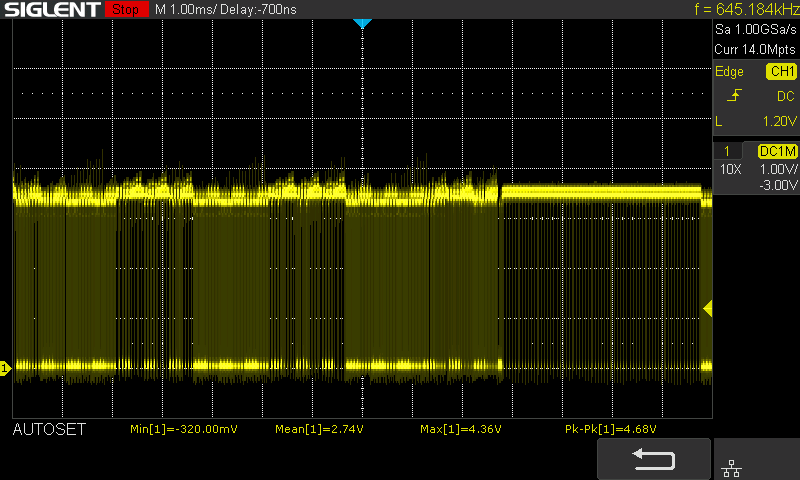 SIGLENT Stop M 1.00ms/ Delay:-700ns f = 645.184kHz
Sa 1.00GSa/s
Curr 14.0Mpts
Edge CH1
DC
L 1.20V
1 DC1M
10X 1.00V/
-3.00V
1
AUTOSET Min[1]=-320.00mV Mean[1]=2.74V Max[1]=4.36V Pk-Pk[1]=4.68V